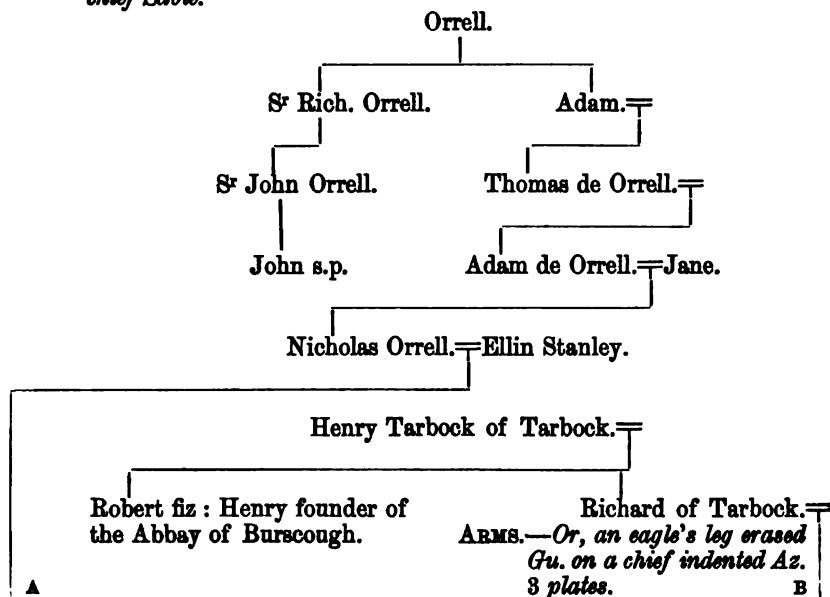 Orrell.
Sr Rich. Orrell. Adam.
Sr John Orrell. Thomas de Orrell.
John s.p. Adam de Orrell. Jane.
Nicholas Orrell. Ellin Stanley.
Henry Tarbock of Tarbock.
Robert fiz : Henry founder of
the Abbay of Burscough.
Richard of Tarbock.
ARMS.—Or, an eagle's leg erased
Gu. on a chief indented Az.
3 plates.
A B